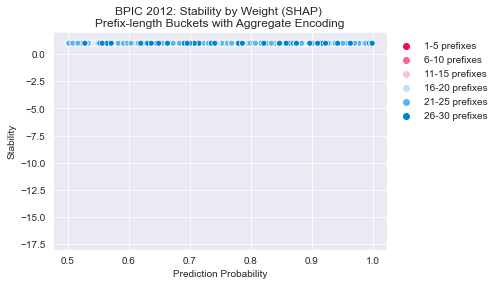 BPIC 2012: Stability by Weight (SHAP)
Prefix-length Buckets with Aggregate Encoding
1-5 prefixes
6-10 prefixes
11-15 prefixes
16-20 prefixes
21-25 prefixes
26-30 prefixes
Stability
0.0
−2.5
−5.0
−7.5
−10.0
−12.5
−15.0
−17.5
0.5 0.6 0.7 0.8 0.9 1.0
Prediction Probability